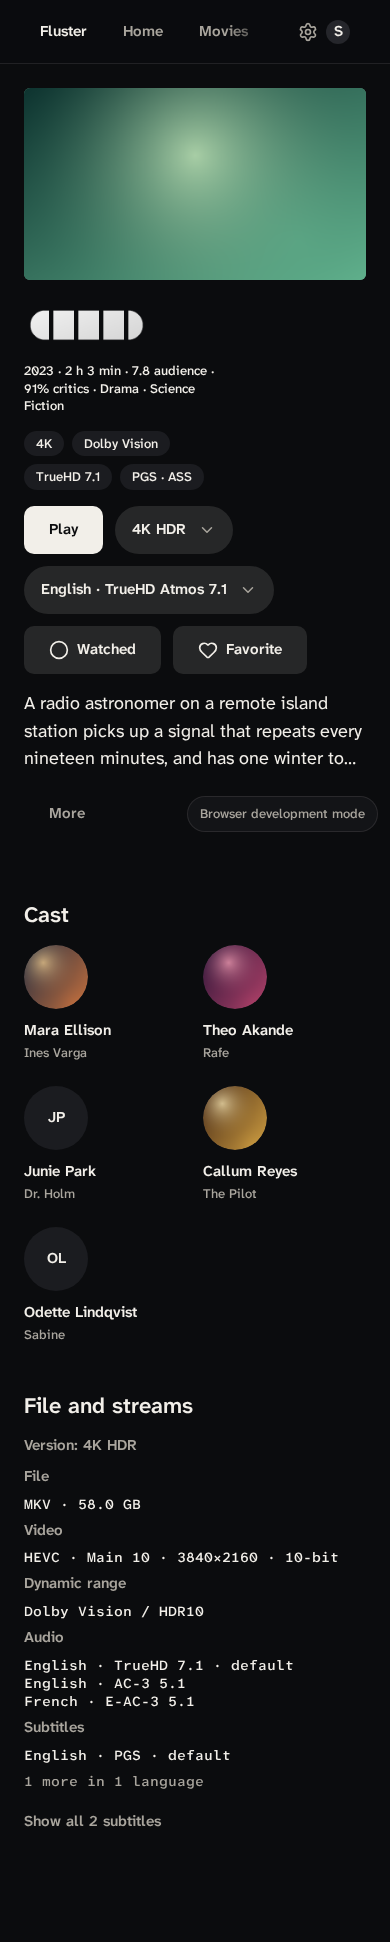 Fluster Home Movies S
2023 · 2 h 3 min · 7.8 audience ·
91% critics · Drama · Science
Fiction
4K Dolby Vision
TrueHD 7.1 PGS · ASS
Play 4K HDR
English · TrueHD Atmos 7.1
Watched Favorite
A radio astronomer on a remote island
station picks up a signal that repeats every
nineteen minutes, and has one winter to…
More Browser development mode
Cast
Mara Ellison Theo Akande
Ines Varga Rafe
JP
Junie Park Callum Reyes
Dr. Holm The Pilot
OL
Odette Lindqvist
Sabine
File and streams
Version: 4K HDR
File
MKV · 58.0 GB
Video
HEVC · Main 10 · 3840×2160 · 10-bit
Dynamic range
Dolby Vision / HDR10
Audio
English · TrueHD 7.1 · default
English · AC-3 5.1
French · E-AC-3 5.1
Subtitles
English · PGS · default
1 more in 1 language
Show all 2 subtitles